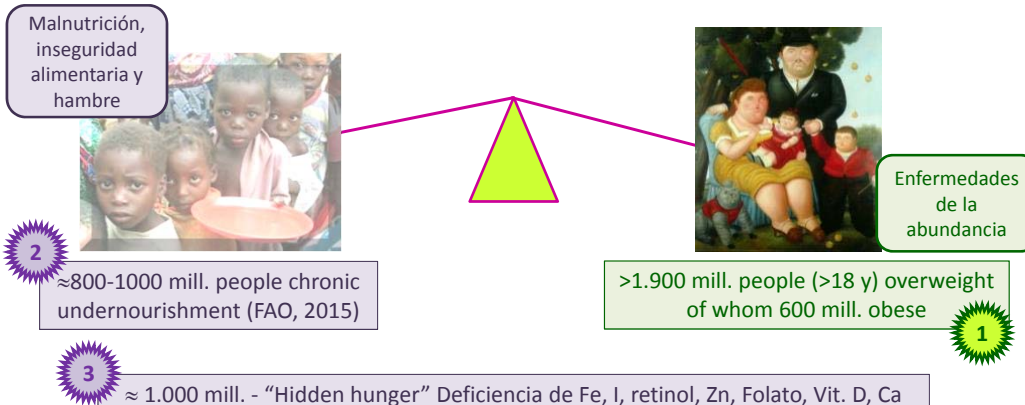 Malnutrición,
inseguridad
alimentaria y
hambre
Enfermedades
de la
abundancia
2
≈800-1000 mill. people chronic
undernourishment (FAO, 2015)
>1.900 mill. people (>18 y) overweight
of whom 600 mill. obese
1
3
≈ 1.000 mill. - “Hidden hunger” Deficiencia de Fe, I, retinol, Zn, Folato, Vit. D, Ca